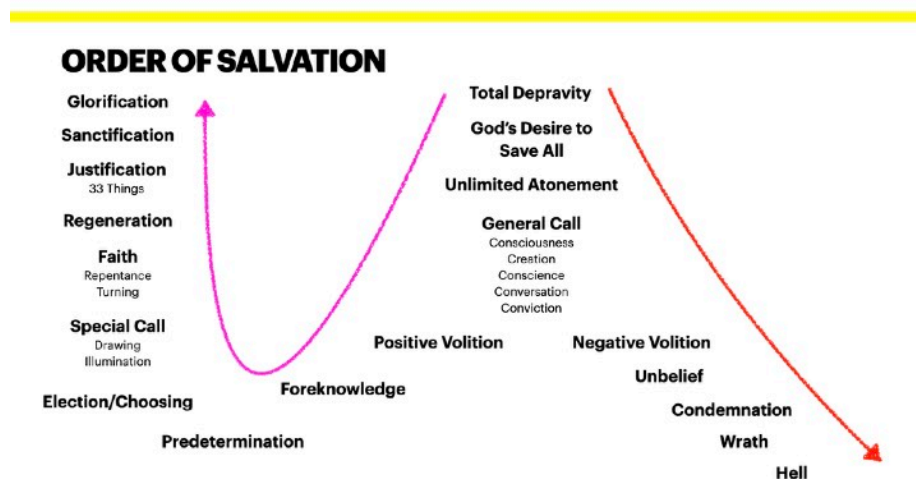 ORDER OF SALVATION
Glorification
Sanctification
Justification
33 Things
Regeneration
Faith
Repentance
Turning
Special Call
Drawing
Illumination
Election/Choosing
Predetermination
Foreknowledge
Positive Volition
Total Depravity
God's Desire to
Save All
Unlimited Atonement
General Call
Consciousness
Creation
Conscience
Conversation
Conviction
Negative Volition
Unbelief
Condemnation
Wrath
Hell